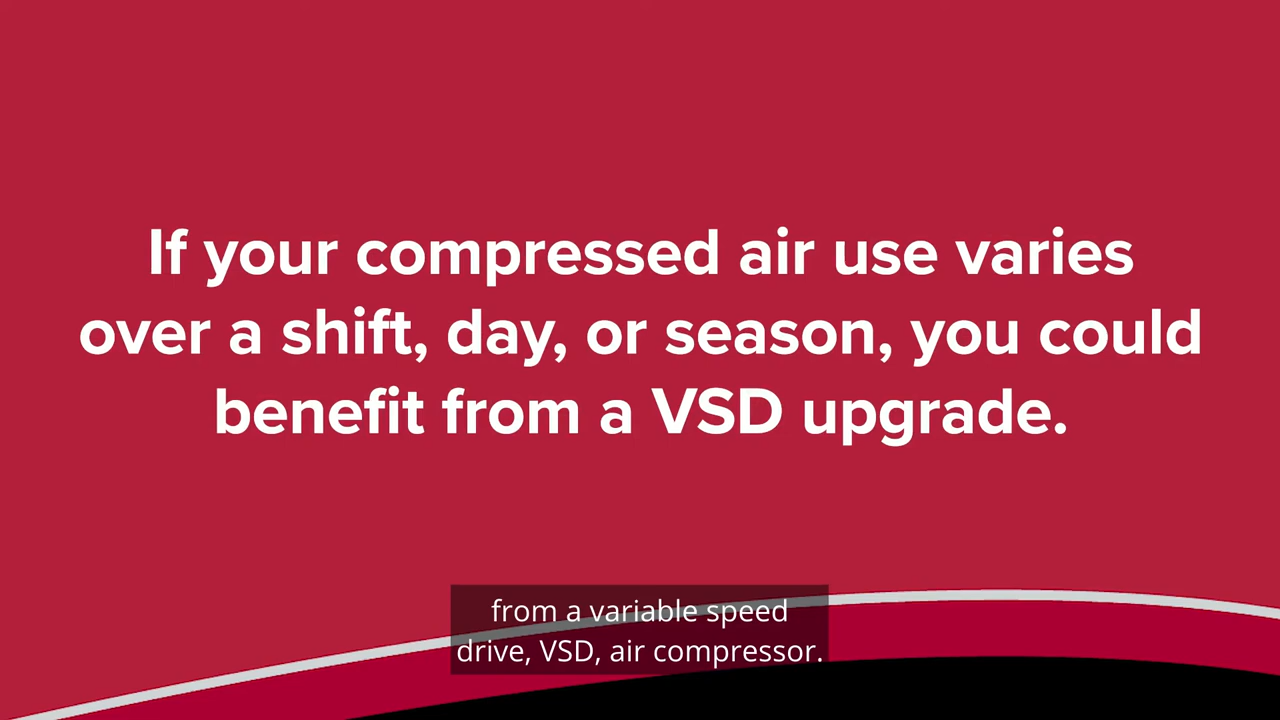 If your compressed air use varies
over a shift, day, or season, you could
benefit from a VSD upgrade.
from a variable speed
drive, VSD, air compressor.